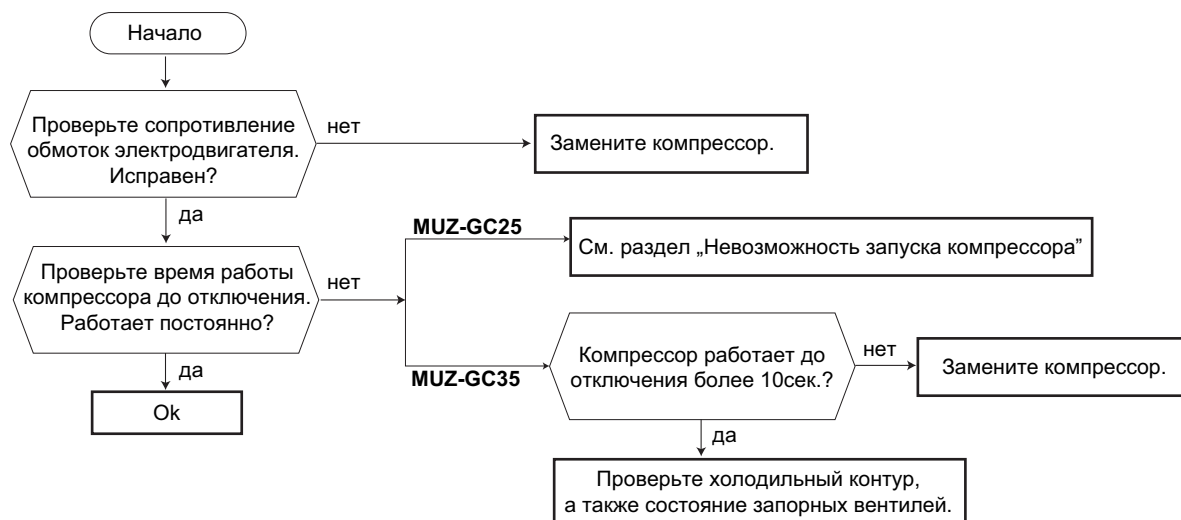 Начало
Проверьте сопротивление
обмоток электродвигателя.
Исправен?
нет
Замените компрессор.
да
Проверьте время работы
компрессора до отключения.
Работает постоянно?
нет
MUZ-GC25
См. раздел „Невозможность запуска компрессора”
MUZ-GC35
Компрессор работает до
отключения более 10сек.?
нет
Замените компрессор.
да
Ok
да
Проверьте холодильный контур,
а также состояние запорных вентилей.